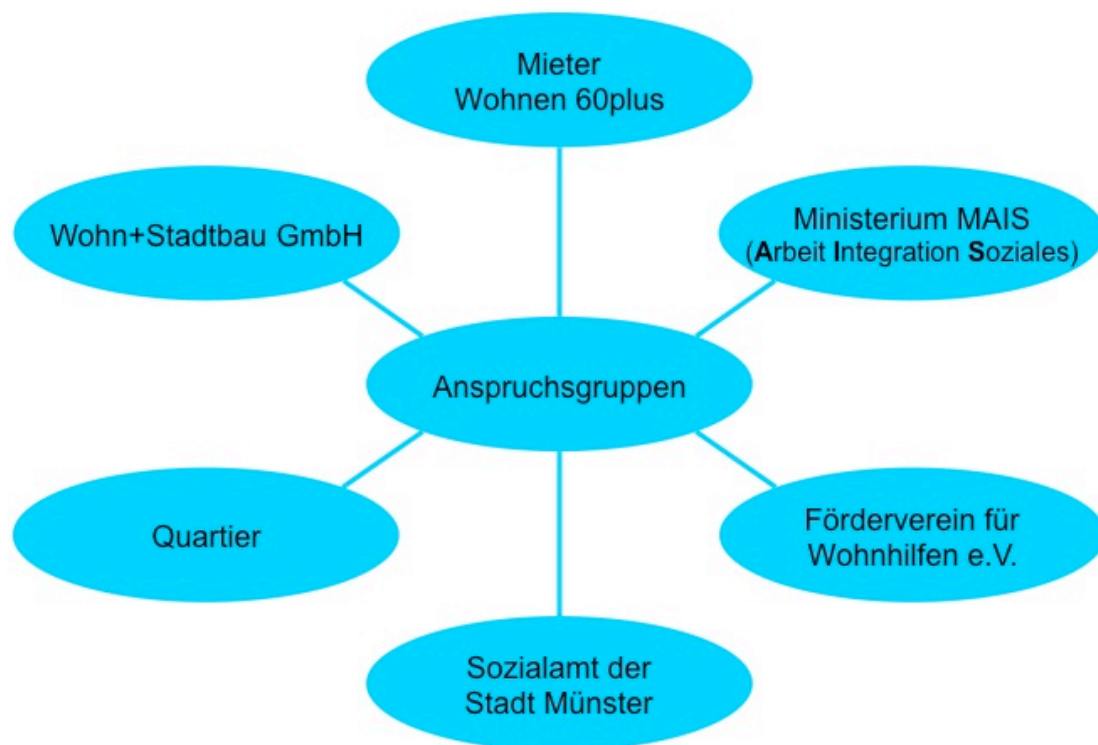 Mieter
Wohnen 60plus
Wohn+Stadtbau GmbH
Ministerium MAIS
(Arbeit Integration Soziales)
Anspruchsgruppen
Quartier
Förderverein für
Wohnhilfen e.V.
Sozialamt der
Stadt Münster